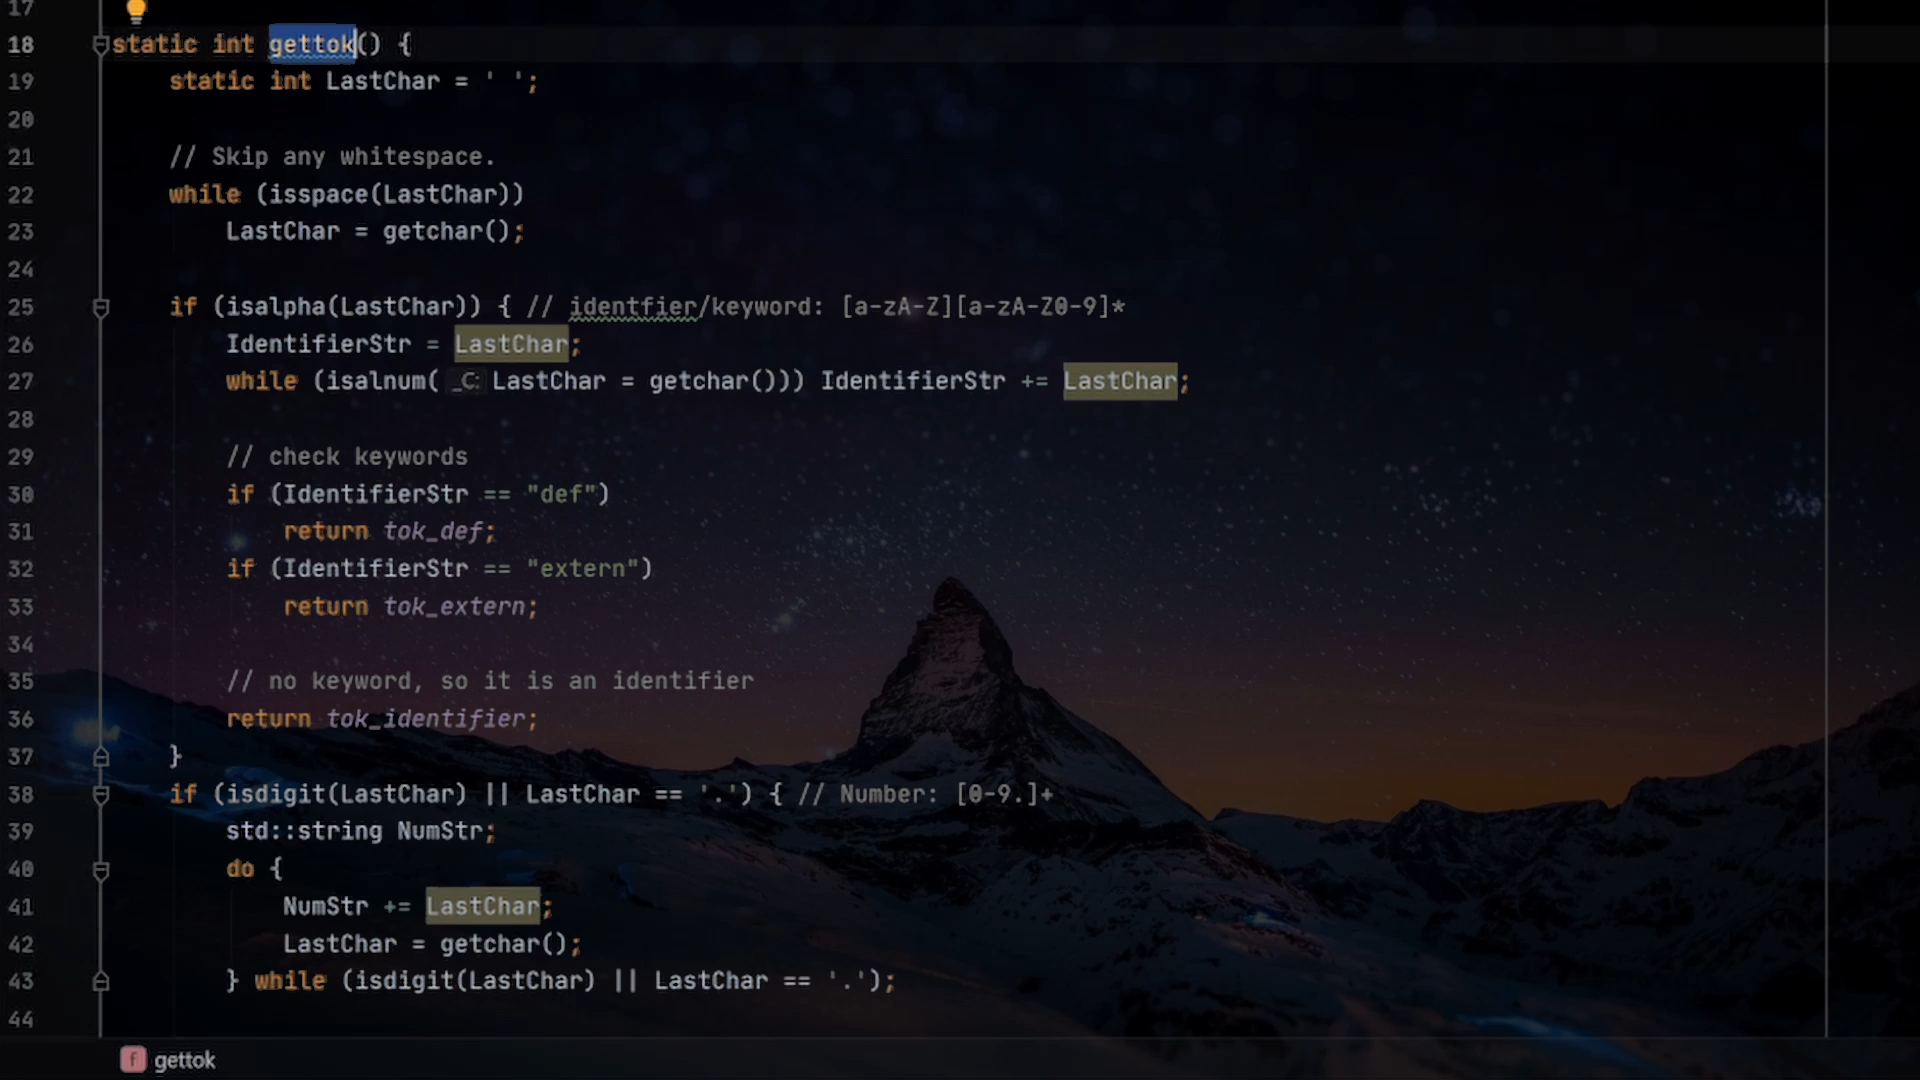 17
18 static int gettok() {
19 static int LastChar = ' ';
20
21 // Skip any whitespace.
22 while (isspace(LastChar))
23 LastChar = getchar();
24
25 if (isalpha(LastChar)) { // identfier/keyword: [a-zA-Z][a-zA-Z0-9]*
26 IdentifierStr = LastChar;
27 while (isalnum( _C: LastChar = getchar())) IdentifierStr += LastChar;
28
29 // check keywords
30 if (IdentifierStr == "def")
31 return tok_def;
32 if (IdentifierStr == "extern")
33 return tok_extern;
34
35 // no keyword, so it is an identifier
36 return tok_identifier;
37 }
38 if (isdigit(LastChar) || LastChar == '.') { // Number: [0-9.]+
39 std::string NumStr;
40 do {
41 NumStr += LastChar;
42 LastChar = getchar();
43 } while (isdigit(LastChar) || LastChar == '.');
44
f gettok